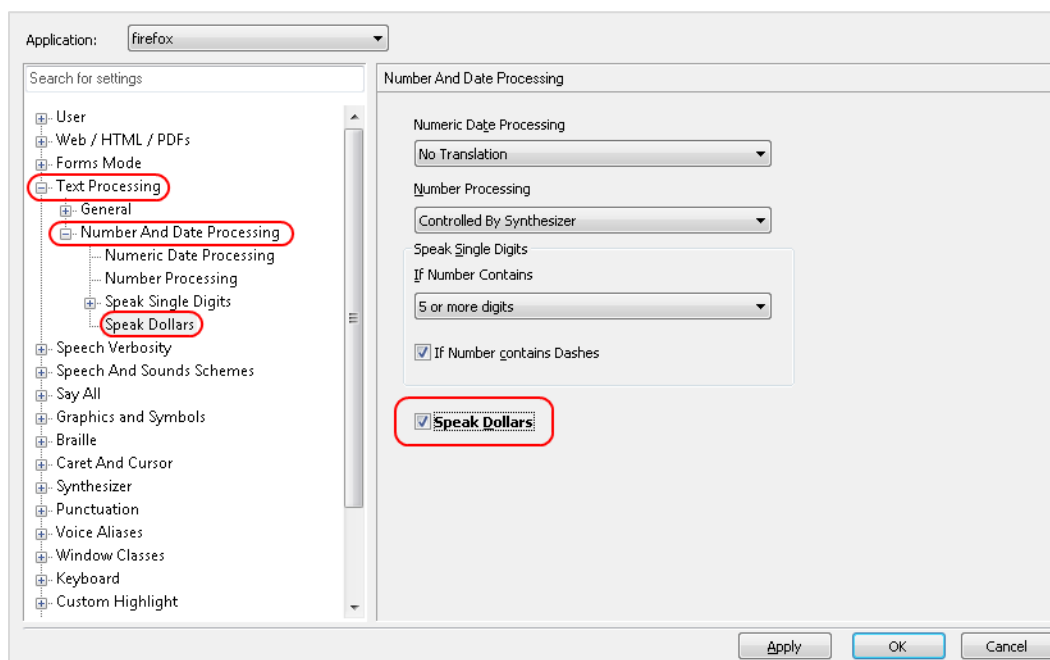 Application: firefox
Search for settings
User
Web / HTML / PDFs
Forms Mode
Text Processing
General
Number And Date Processing
Numeric Date Processing
Number Processing
Speak Single Digits
Speak Dollars
Speech Verbosity
Speech And Sounds Schemes
Say All
Graphics and Symbols
Braille
Caret And Cursor
Synthesizer
Punctuation
Voice Aliases
Window Classes
Keyboard
Custom Highlight
Number And Date Processing
Numeric Date Processing
No Translation
Number Processing
Controlled By Synthesizer
Speak Single Digits
If Number Contains
5 or more digits
If Number contains Dashes
Speak Dollars
Apply OK Cancel